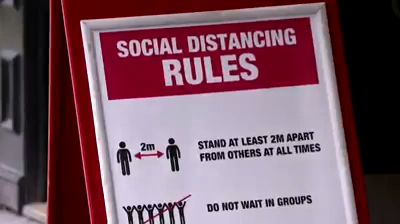 SOCIAL DISTANCING
RULES
2m
STAND AT LEAST 2M APART
FROM OTHERS AT ALL TIMES
DO NOT WAIT IN GROUPS